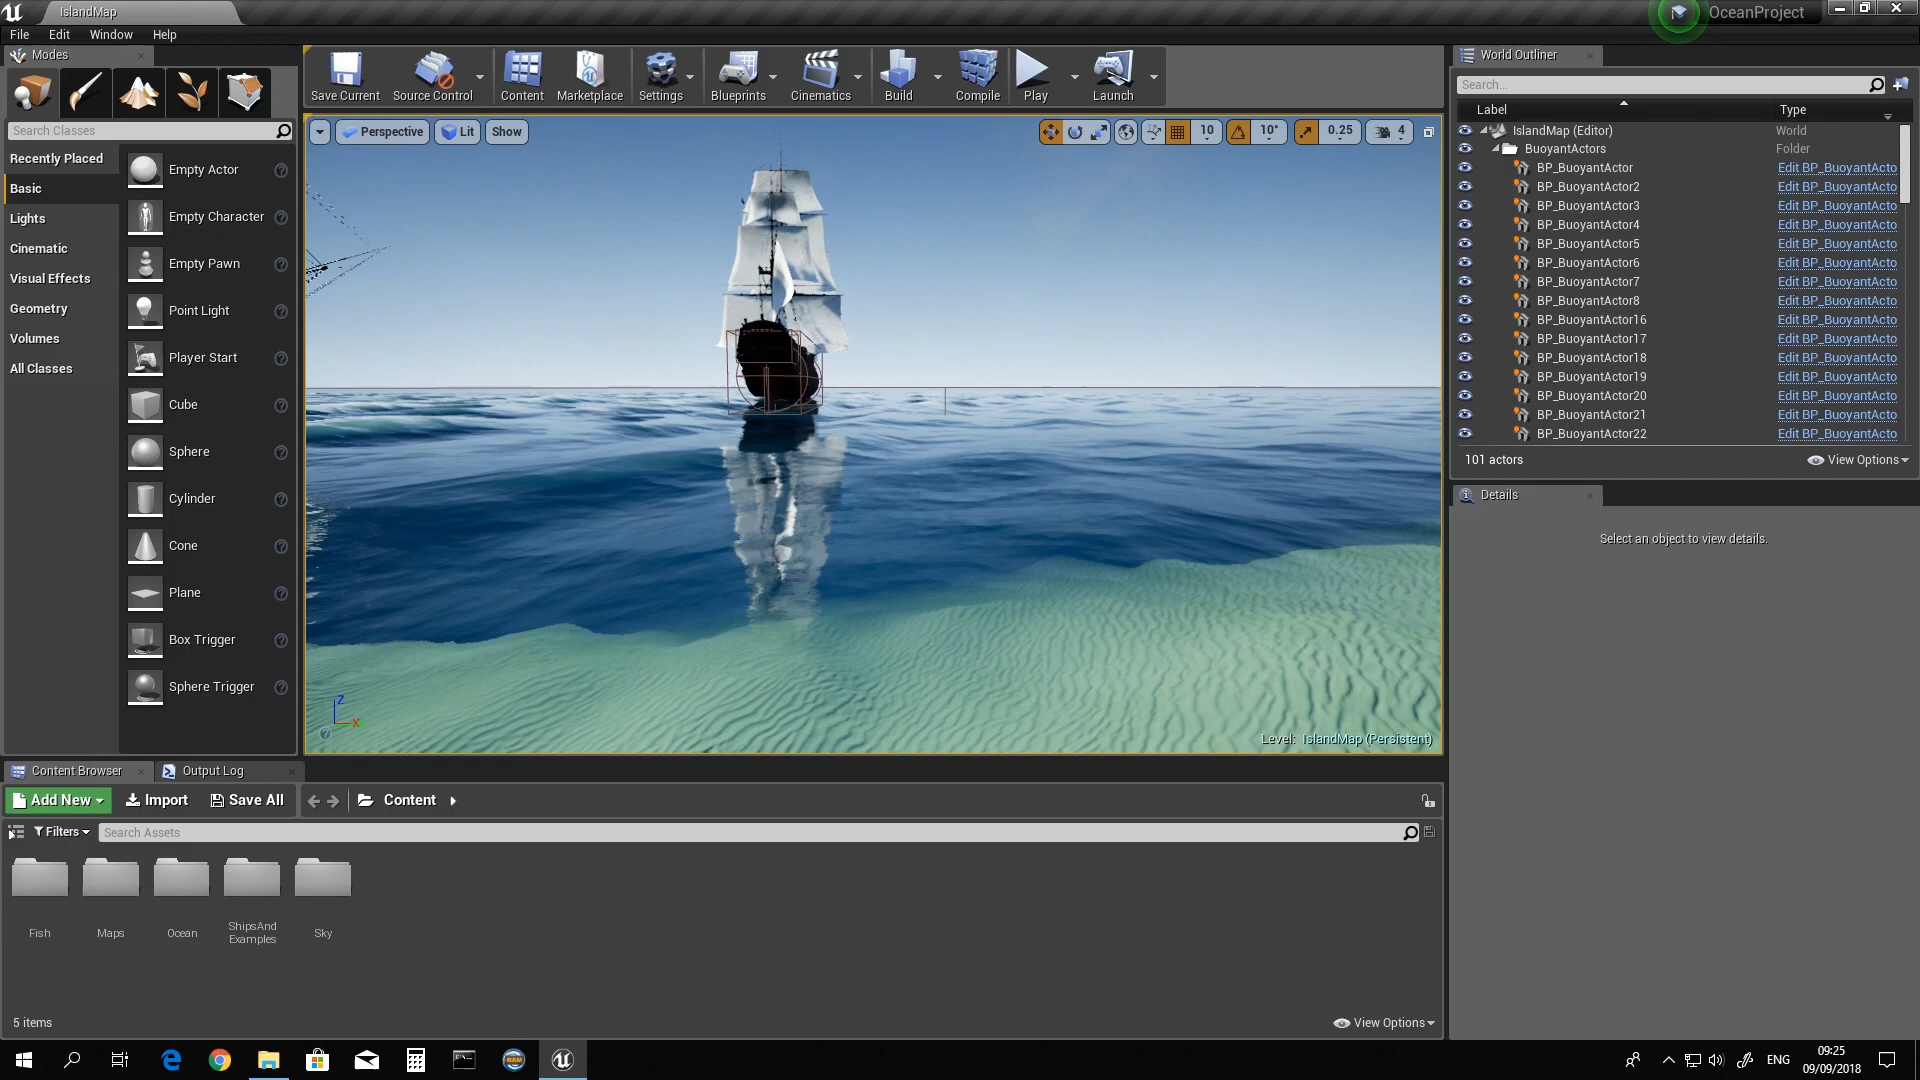 IslandMap
OceanProject
File Edit Window Help
Modes
Search Classes
Recently Placed
Basic
Lights
Cinematic
Visual Effects
Geometry
Volumes
All Classes
Empty Actor
Empty Character
Empty Pawn
Point Light
Player Start
Cube
Sphere
Cylinder
Cone
Plane
Box Trigger
Sphere Trigger
Save Current Source Control Content Marketplace Settings Blueprints Cinematics Build Compile Play Launch
Perspective Lit Show
10 10° 0.25 4
Z
X
Level: IslandMap (Persistent)
World Outliner
Search...
Label Type
IslandMap (Editor) World
BuoyantActors Folder
BP_BuoyantActor Edit BP_BuoyantActo
BP_BuoyantActor2 Edit BP_BuoyantActo
BP_BuoyantActor3 Edit BP_BuoyantActo
BP_BuoyantActor4 Edit BP_BuoyantActo
BP_BuoyantActor5 Edit BP_BuoyantActo
BP_BuoyantActor6 Edit BP_BuoyantActo
BP_BuoyantActor7 Edit BP_BuoyantActo
BP_BuoyantActor8 Edit BP_BuoyantActo
BP_BuoyantActor16 Edit BP_BuoyantActo
BP_BuoyantActor17 Edit BP_BuoyantActo
BP_BuoyantActor18 Edit BP_BuoyantActo
BP_BuoyantActor19 Edit BP_BuoyantActo
BP_BuoyantActor20 Edit BP_BuoyantActo
BP_BuoyantActor21 Edit BP_BuoyantActo
BP_BuoyantActor22 Edit BP_BuoyantActo
101 actors View Options
Details
Select an object to view details.
Content Browser Output Log
Add New Import Save All Content
Filters Search Assets
Fish
Maps
Ocean
ShipsAnd
Examples
Sky
5 items View Options
RAM
ENG
09:25
09/09/2018